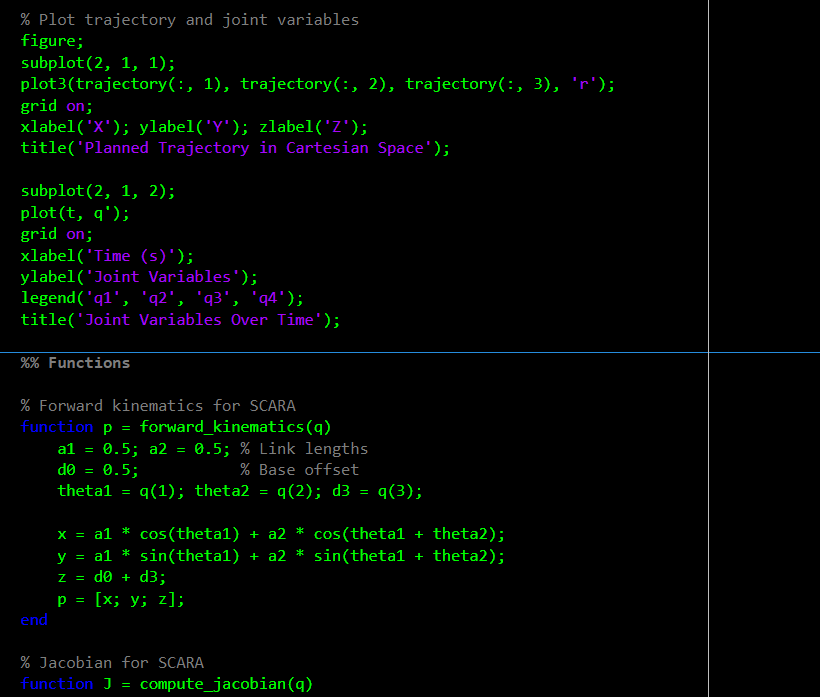 % Plot trajectory and joint variables
figure;
subplot(2, 1, 1);
plot3(trajectory(:, 1), trajectory(:, 2), trajectory(:, 3), 'r');
grid on;
xlabel('X'); ylabel('Y'); zlabel('Z');
title('Planned Trajectory in Cartesian Space');

subplot(2, 1, 2);
plot(t, q');
grid on;
xlabel('Time (s)');
ylabel('Joint Variables');
legend('q1', 'q2', 'q3', 'q4');
title('Joint Variables Over Time');

%% Functions

% Forward kinematics for SCARA
function p = forward_kinematics(q)
    a1 = 0.5; a2 = 0.5; % Link lengths
    d0 = 0.5;           % Base offset
    theta1 = q(1); theta2 = q(2); d3 = q(3);

    x = a1 * cos(theta1) + a2 * cos(theta1 + theta2);
    y = a1 * sin(theta1) + a2 * sin(theta1 + theta2);
    z = d0 + d3;
    p = [x; y; z];
end

% Jacobian for SCARA
function J = compute_jacobian(q)